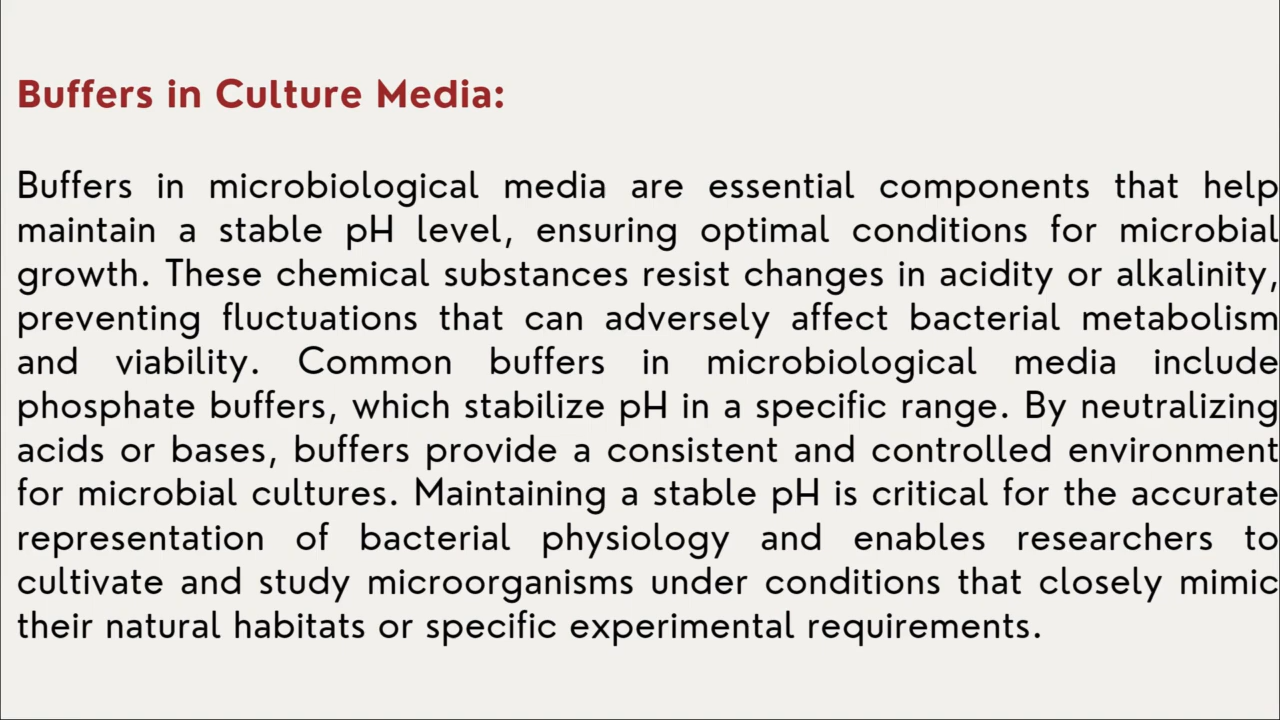 Buffers in Culture Media:
Buffers in microbiological media are essential components that help
maintain a stable pH level, ensuring optimal conditions for microbial
growth. These chemical substances resist changes in acidity or alkalinity,
preventing fluctuations that can adversely affect bacterial metabolism
and viability. Common buffers in microbiological media include
phosphate buffers, which stabilize pH in a specific range. By neutralizing
acids or bases, buffers provide a consistent and controlled environment
for microbial cultures. Maintaining a stable pH is critical for the accurate
representation of bacterial physiology and enables researchers to
cultivate and study microorganisms under conditions that closely mimic
their natural habitats or specific experimental requirements.